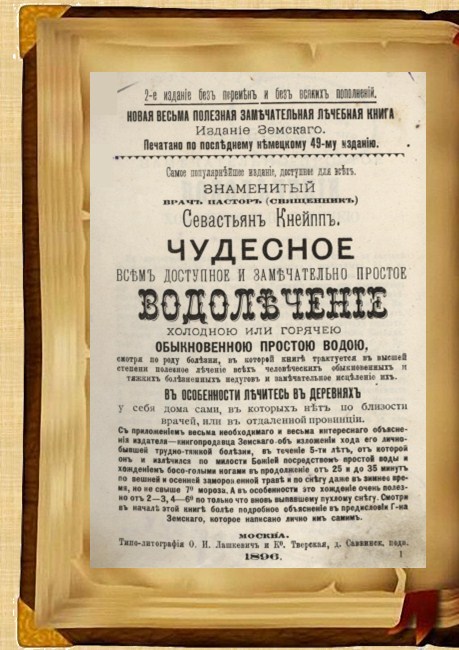 2-е изданіе безъ перемѣнъ и безъ всякихъ пополненій.
НОВАЯ ВЕСЬМА ПОЛЕЗНАЯ ЗАМѢЧАТЕЛЬНАЯ ЛѢЧЕБНАЯ КНИГА
Изданіе Земскаго.
Печатано по послѣднему нѣмецкому 49-му изданію.
Самое популярнѣйшее изданіе, доступное для всѣхъ.
ЗНАМЕНИТЫЙ
ВРАЧЪ ПАСТОРЪ (СВЯЩЕННИКЪ)
Севастьянъ Кнейппъ.
ЧУДЕСНОЕ
ВСѢМЪ ДОСТУПНОЕ И ЗАМѢЧАТЕЛЬНО ПРОСТОЕ
ВОДОЛѢЧЕНІЕ
ХОЛОДНОЮ ИЛИ ГОРЯЧЕЮ
ОБЫКНОВЕННОЮ ПРОСТОЮ ВОДОЮ,
смотря по роду болѣзни, въ которой книгѣ трактуется въ высшей
степени полезное лѣченіе всѣхъ человѣческихъ обыкновенныхъ и
тяжкихъ болѣзненныхъ недуговъ и замѣчательное исцѣленіе ихъ.
ВЪ ОСОБЕННОСТИ ЛѢЧИТЕСЬ ВЪ ДЕРЕВНЯХЪ
у себя дома сами, въ которыхъ нѣтъ по близости
врачей, или въ отдаленной провинціи.
Съ приложеніемъ весьма необходимаго и весьма интереснаго объясне-
нія издателя—книгопродавца Земскаго-объ изложеніи хода его лично-
бывшей трудно-тяжкой болѣзни, въ теченіе 5-ти лѣтъ, отъ которой
онъ и излѣчился по милости Божіей посредствомъ простой воды и
хожденіемъ босо-голыми ногами въ продолженіе отъ 25 и до 35 минутъ
по вешней и осенней замороженной травѣ и по снѣгу даже въ зимнее вре-
мя, но не свыше 7° мороза. А въ особенности это хожденіе очень полез-
но отъ 2—3, 4—6° по только что вновь выпавшему пухлому снѣгу. Смотри
въ началѣ этой книги болѣе подробное объясненіе въ предисловіи Г-на
Земскаго, которое написано лично имъ самимъ.
МОСКВА.
Типо-литографія О. И. Лашкевичъ и Кº. Тверская, д. Саввинск. подв.
1896.
1